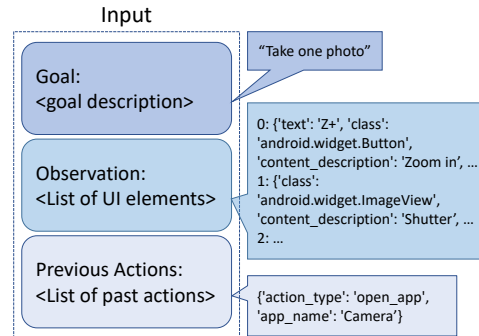 Input
Goal:
<goal description>
“Take one photo”
Observation:
<List of UI elements>
0: {'text': 'Z+', 'class':
'android.widget.Button',
'content_description': 'Zoom in’, …
1: {'class':
'android.widget.ImageView',
'content_description': 'Shutter’, …
2: …
Previous Actions:
<List of past actions>
{'action_type': 'open_app',
'app_name': 'Camera’}